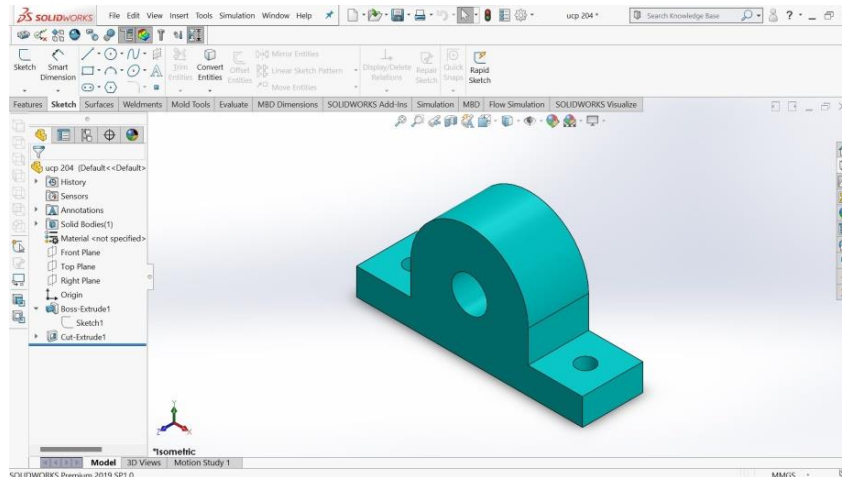 SOLIDWORKS File Edit View Insert Tools Simulation Window Help ucp 204 * Search Knowledge Base ?
Sketch Smart Dimension Trim Entities Convert Entities Offset Entities Mirror Entities Linear Sketch Pattern Move Entities Display/Delete Relations Repair Sketch Quick Snaps Rapid Sketch
Features Sketch Surfaces Weldments Mold Tools Evaluate MBD Dimensions SOLIDWORKS Add-Ins Simulation MBD Flow Simulation SOLIDWORKS Visualize
ucp 204 (Default<<Default>
History
Sensors
Annotations
Solid Bodies(1)
Material <not specified>
Front Plane
Top Plane
Right Plane
Origin
Boss-Extrude1
Sketch1
Cut-Extrude1
Y
Z X
*Isometric
Model 3D Views Motion Study 1
SOLIDWORKS Premium 2019 SP1.0 MMGS